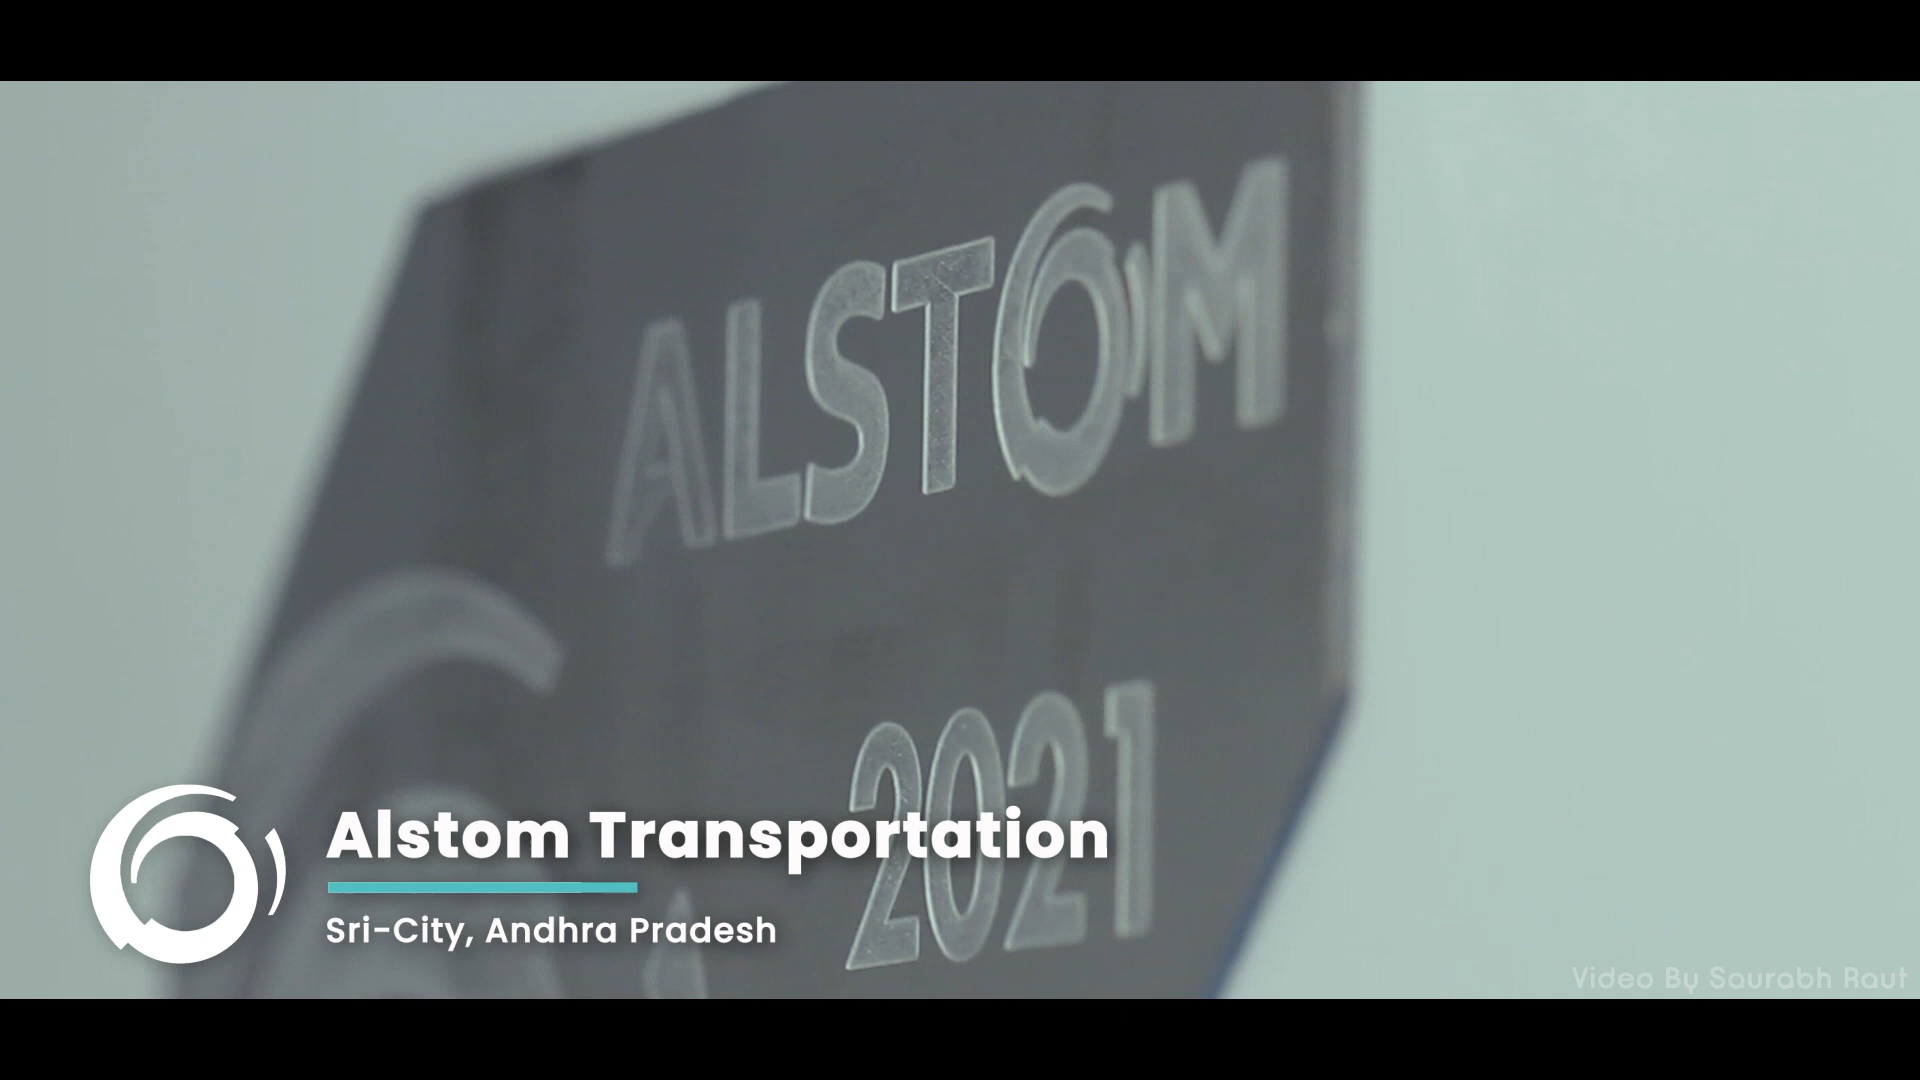 ALSTOM
2021
Alstom Transportation
Sri-City, Andhra Pradesh
Video By Saurabh Raut